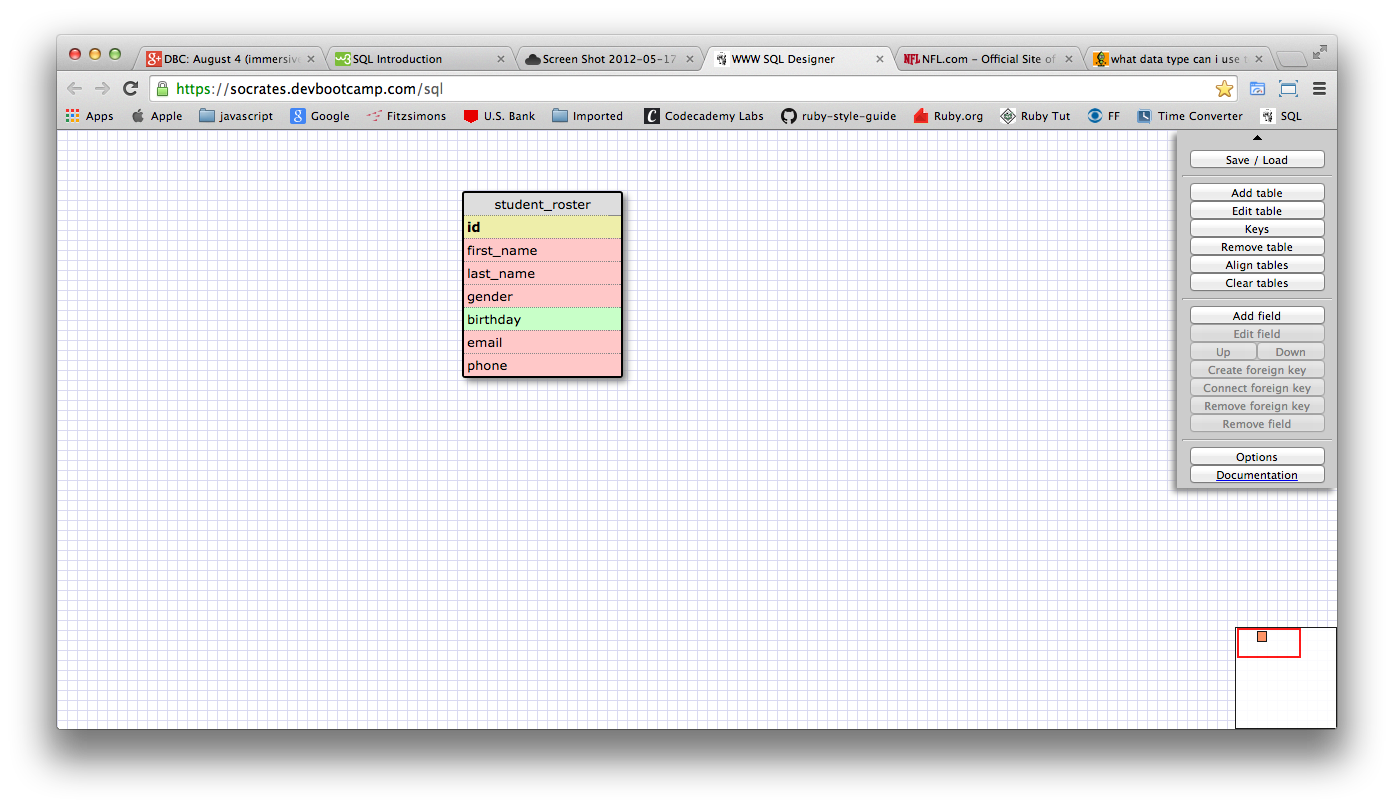 DBC: August 4 (immersive
SQL Introduction
Screen Shot 2012-05-17
WWW SQL Designer
NFL.com - Official Site of
what data type can i use t
https://socrates.devbootcamp.com/sql
Apps Apple javascript Google Fitzsimons U.S. Bank Imported Codecademy Labs ruby-style-guide Ruby.org Ruby Tut FF Time Converter SQL
student_roster
id
first_name
last_name
gender
birthday
email
phone
Save / Load
Add table
Edit table
Keys
Remove table
Align tables
Clear tables
Add field
Edit field
Up Down
Create foreign key
Connect foreign key
Remove foreign key
Remove field
Options
Documentation